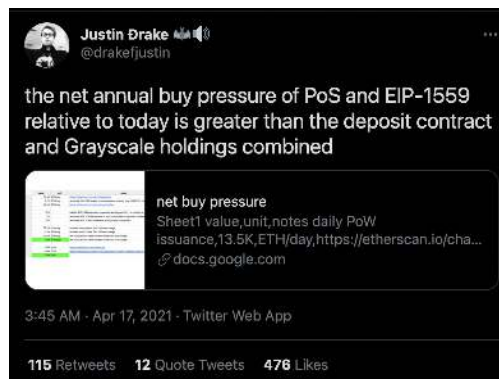 Justin Ðrake 🦇🔊
@drakefjustin
the net annual buy pressure of PoS and EIP-1559
relative to today is greater than the deposit contract
and Grayscale holdings combined
net buy pressure
Sheet1 value,unit,notes daily PoW
issuance,13.5K,ETH/day,https://etherscan.io/cha...
docs.google.com
3:45 AM · Apr 17, 2021 · Twitter Web App
115 Retweets 12 Quote Tweets 476 Likes